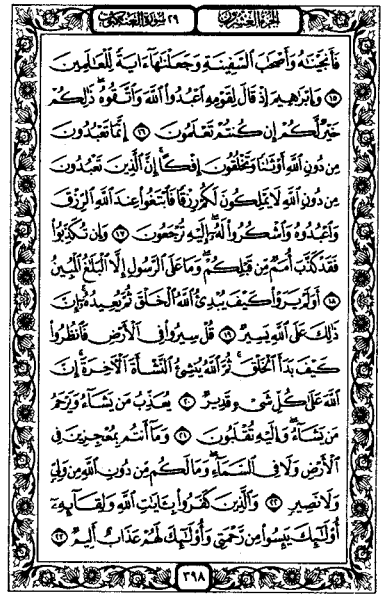 الجزء العشرون ٢٩ سورة العنكبوت
فَأَنجَيْنَٰهُ وَأَصْحَٰبَ ٱلسَّفِينَةِ وَجَعَلْنَٰهَآ ءَايَةً لِّلْعَٰلَمِينَ
١٥ وَإِبْرَٰهِيمَ إِذْ قَالَ لِقَوْمِهِ ٱعْبُدُوا۟ ٱللَّهَ وَٱتَّقُوهُ ۖ ذَٰلِكُمْ
خَيْرٌ لَّكُمْ إِن كُنتُمْ تَعْلَمُونَ ١٦ إِنَّمَا تَعْبُدُونَ
مِن دُونِ ٱللَّهِ أَوْثَٰنًا وَتَخْلُقُونَ إِفْكًا ۚ إِنَّ ٱلَّذِينَ تَعْبُدُونَ
مِن دُونِ ٱللَّهِ لَا يَمْلِكُونَ لَكُمْ رِزْقًا فَٱبْتَغُوا۟ عِندَ ٱللَّهِ ٱلرِّزْقَ
وَٱعْبُدُوهُ وَٱشْكُرُوا۟ لَهُۥٓ ۖ إِلَيْهِ تُرْجَعُونَ ١٧ وَإِن تُكَذِّبُوا۟
فَقَدْ كَذَّبَ أُمَمٌ مِّن قَبْلِكُمْ ۖ وَمَا عَلَى ٱلرَّسُولِ إِلَّا ٱلْبَلَٰغُ ٱلْمُبِينُ
١٨ أَوَلَمْ يَرَوْا۟ كَيْفَ يُبْدِئُ ٱللَّهُ ٱلْخَلْقَ ثُمَّ يُعِيدُهُۥٓ ۚ إِنَّ
ذَٰلِكَ عَلَى ٱللَّهِ يَسِيرٌ ١٩ قُلْ سِيرُوا۟ فِى ٱلْأَرْضِ فَٱنظُرُوا۟
كَيْفَ بَدَأَ ٱلْخَلْقَ ۚ ثُمَّ ٱللَّهُ يُنشِئُ ٱلنَّشْأَةَ ٱلْءَاخِرَةَ ۚ إِنَّ
ٱللَّهَ عَلَىٰ كُلِّ شَىْءٍ قَدِيرٌ ٢٠ يُعَذِّبُ مَن يَشَآءُ وَيَرْحَمُ
مَن يَشَآءُ ۖ وَإِلَيْهِ تُقْلَبُونَ ٢١ وَمَآ أَنتُم بِمُعْجِزِينَ فِى
ٱلْأَرْضِ وَلَا فِى ٱلسَّمَآءِ ۖ وَمَا لَكُم مِّن دُونِ ٱللَّهِ مِن وَلِىٍّ
وَلَا نَصِيرٍ ٢٢ وَٱلَّذِينَ كَفَرُوا۟ بِـَٔايَٰتِ ٱللَّهِ وَلِقَآئِهِۦٓ
أُو۟لَٰٓئِكَ يَئِسُوا۟ مِن رَّحْمَتِى وَأُو۟لَٰٓئِكَ لَهُمْ عَذَابٌ أَلِيمٌ ٢٣
٣٩٨